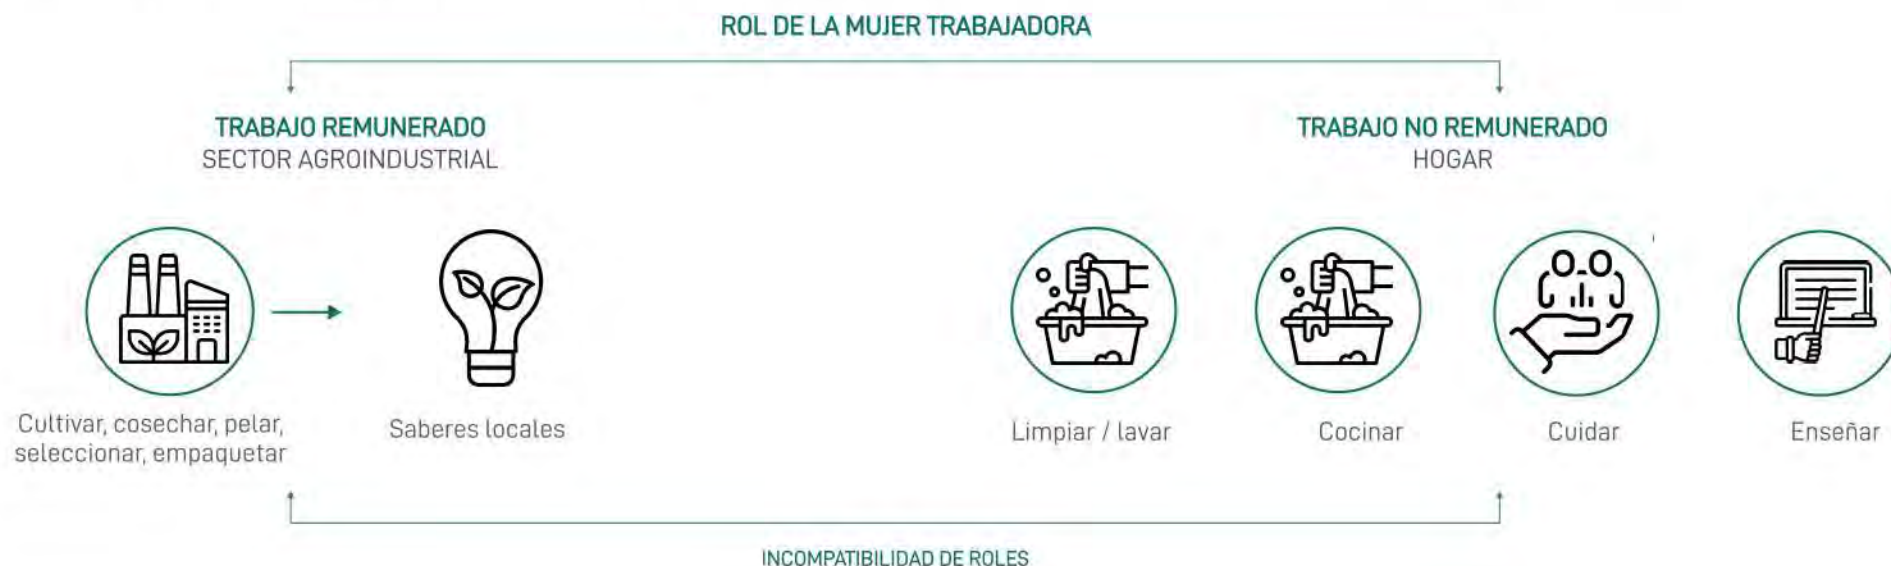 ROL DE LA MUJER TRABAJADORA
TRABAJO REMUNERADO
SECTOR AGROINDUSTRIAL
TRABAJO NO REMUNERADO
HOGAR
Cultivar, cosechar, pelar,
seleccionar, empaquetar
Saberes locales
Limpiar / lavar
Cocinar
Cuidar
Enseñar
INCOMPATIBILIDAD DE ROLES